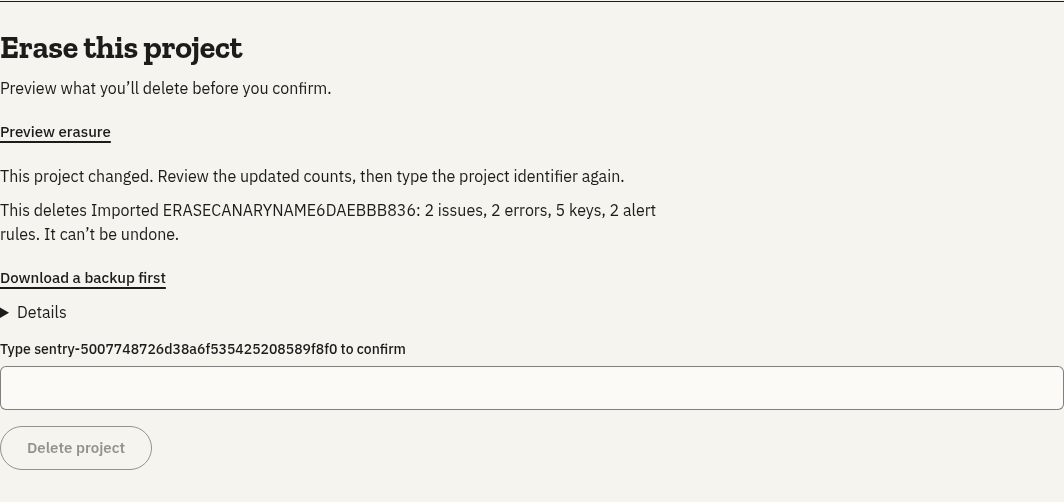 Erase this project
Preview what you’ll delete before you confirm.
Preview erasure
This project changed. Review the updated counts, then type the project identifier again.
This deletes Imported ERASECANARYNAME6DAEBBB836: 2 issues, 2 errors, 5 keys, 2 alert
rules. It can’t be undone.
Download a backup first
Details
Type sentry-5007748726d38a6f535425208589f8f0 to confirm
Delete project